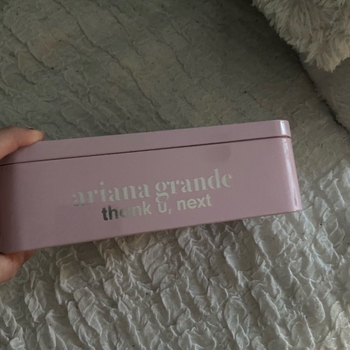 ariana grande
thank u, next